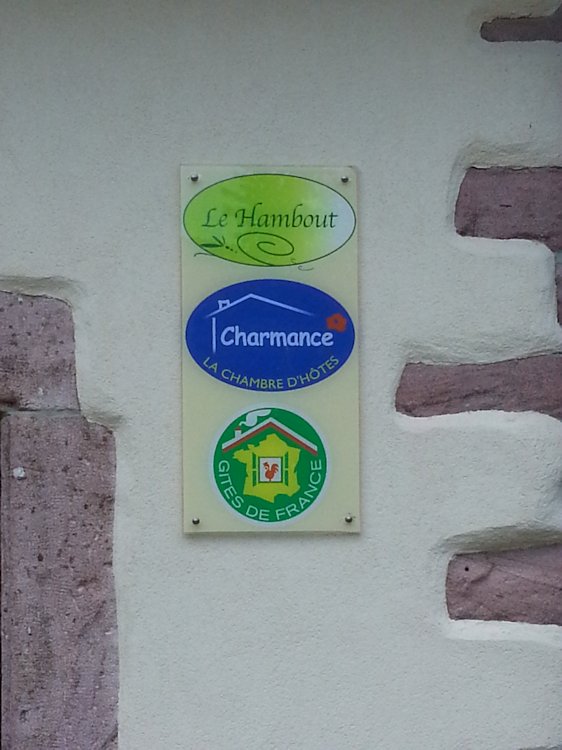 Le Hambout
Charmance
LA CHAMBRE D'HÔTES
GITES DE FRANCE